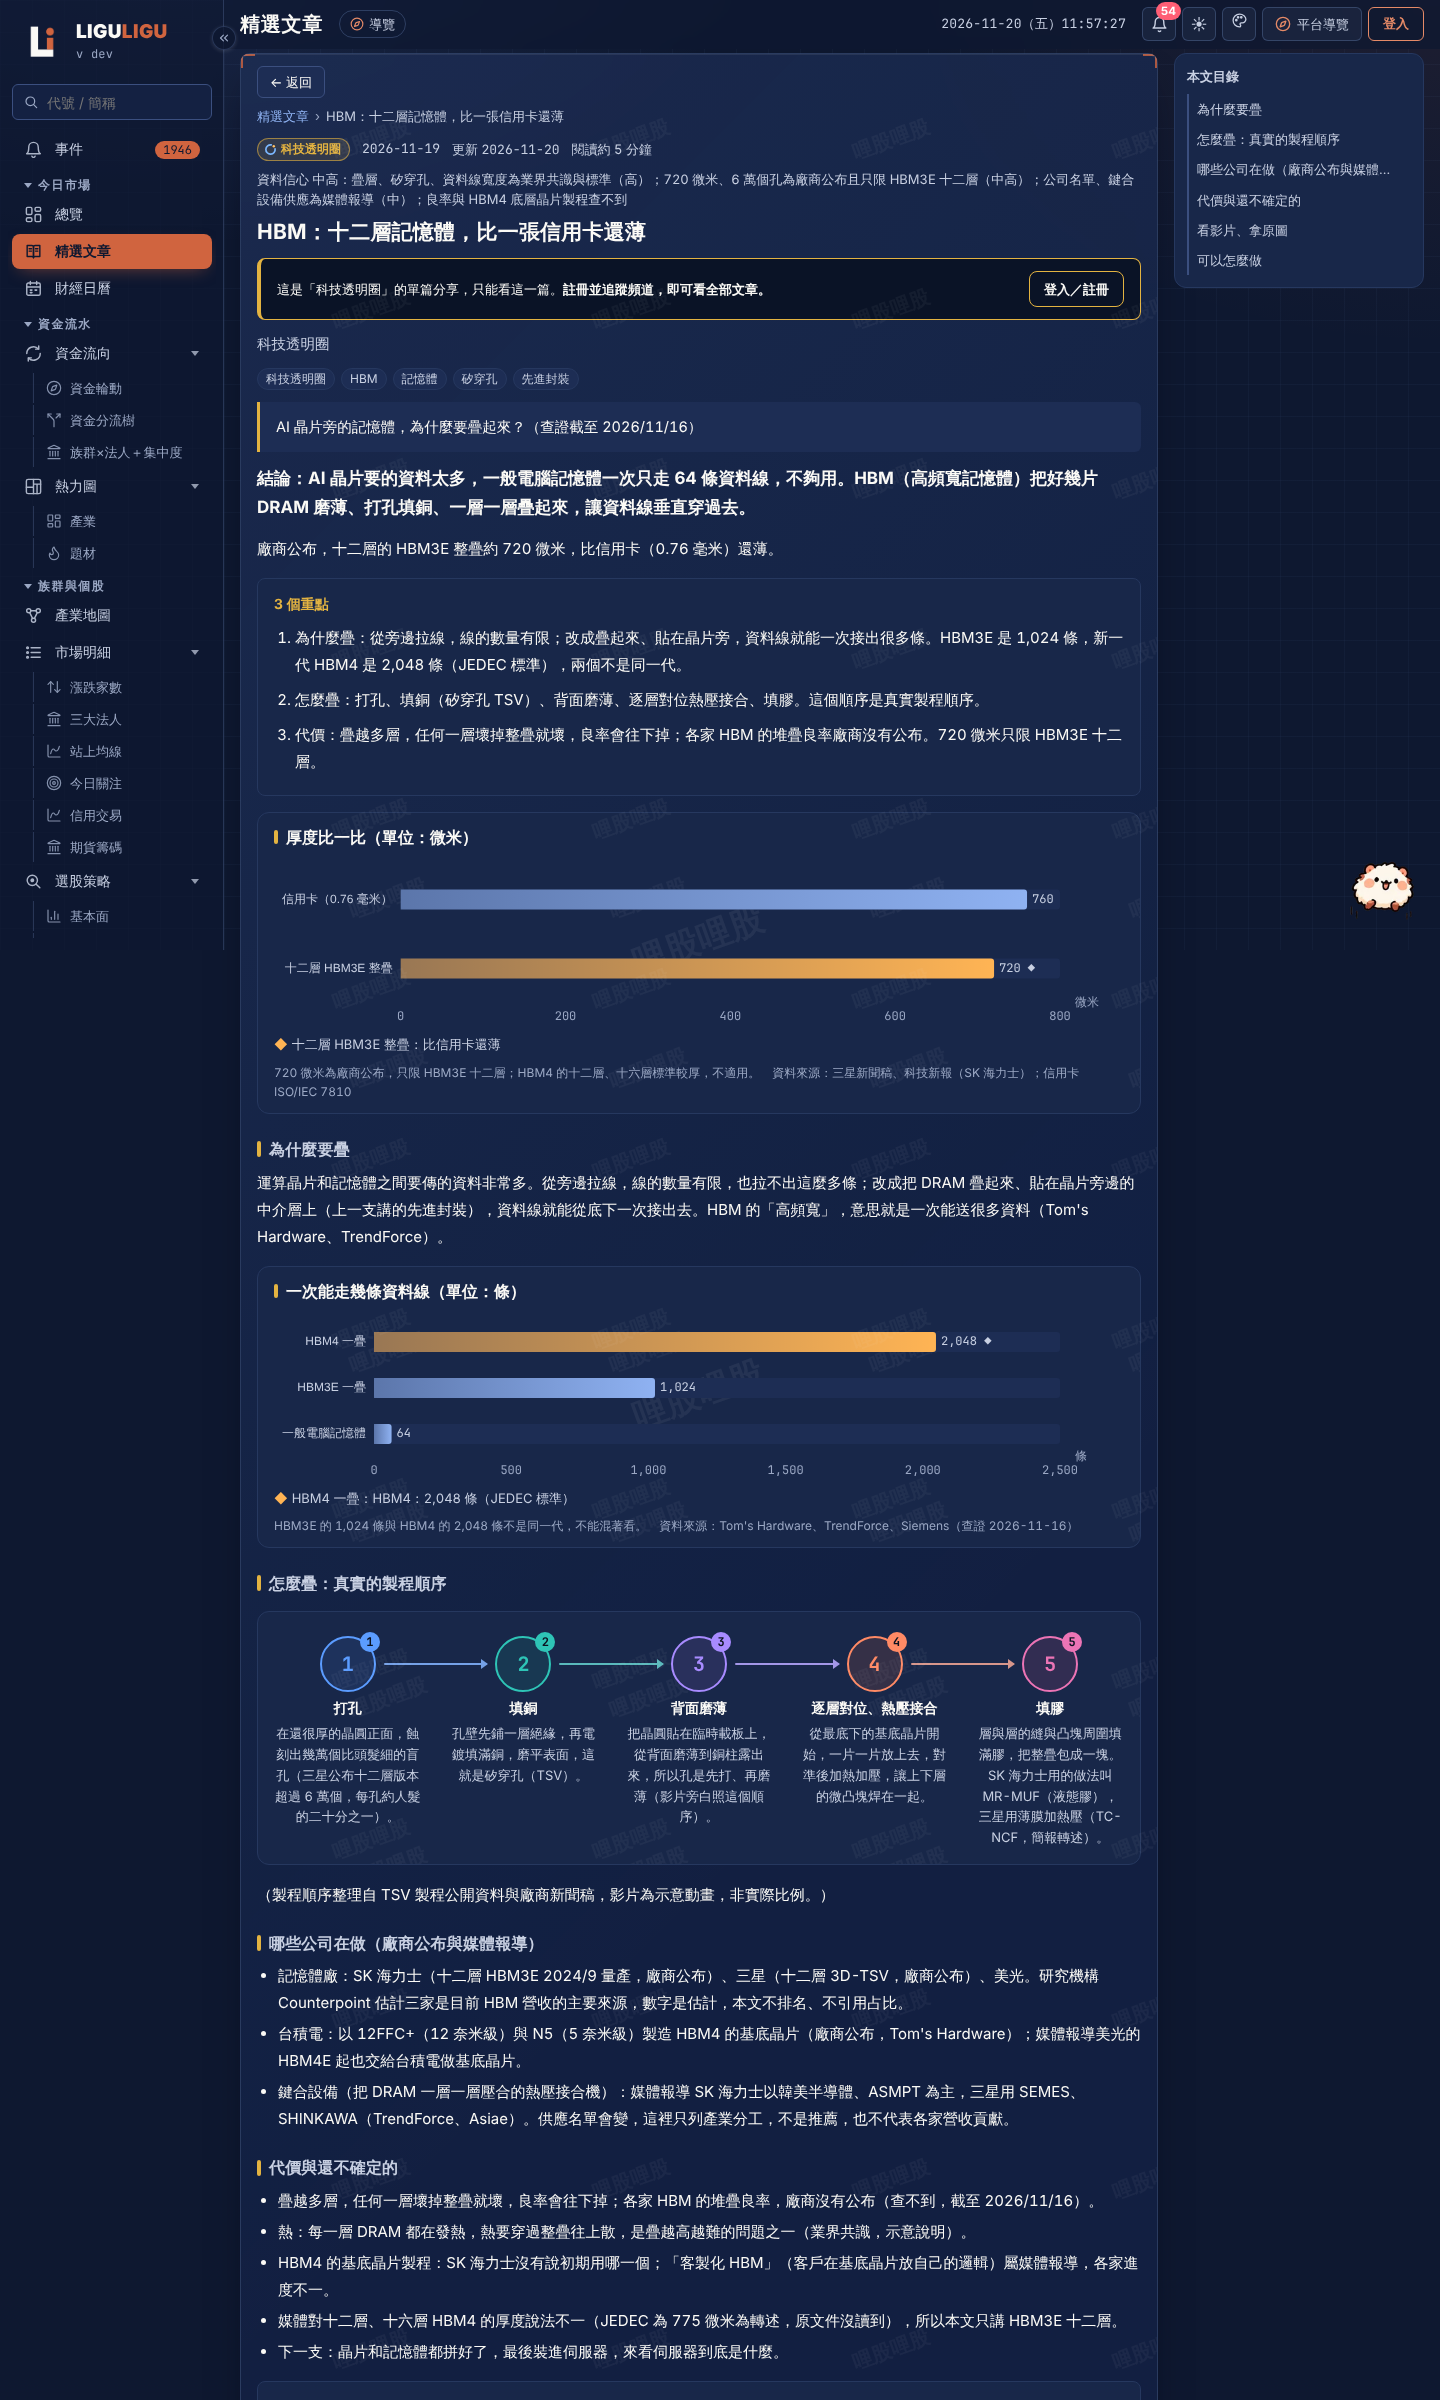 LIGULIGU
v dev
代號 / 簡稱
事件 1946
今日市場
總覽
精選文章
財經日曆
資金流水
資金流向
資金輪動
資金分流樹
族群×法人＋集中度
熱力圖
產業
題材
族群與個股
產業地圖
市場明細
漲跌家數
三大法人
站上均線
今日關注
信用交易
期貨籌碼
選股策略
基本面
精選文章 導覽
2026-11-20（五）11:57:27
54
平台導覽
登入
← 返回
精選文章 › HBM：十二層記憶體，比一張信用卡還薄
科技透明圈 2026-11-19 更新 2026-11-20 閱讀約 5 分鐘
資料信心 中高：疊層、矽穿孔、資料線寬度為業界共識與標準（高）；720 微米、6 萬個孔為廠商公布且只限 HBM3E 十二層（中高）；公司名單、鍵合
設備供應為媒體報導（中）；良率與 HBM4 底層晶片製程查不到
HBM：十二層記憶體，比一張信用卡還薄
這是「科技透明圈」的單篇分享，只能看這一篇。註冊並追蹤頻道，即可看全部文章。
登入／註冊
科技透明圈
科技透明圈 HBM 記憶體 矽穿孔 先進封裝
AI 晶片旁的記憶體，為什麼要疊起來？（查證截至 2026/11/16）
結論：AI 晶片要的資料太多，一般電腦記憶體一次只走 64 條資料線，不夠用。HBM（高頻寬記憶體）把好幾片
DRAM 磨薄、打孔填銅、一層一層疊起來，讓資料線垂直穿過去。
廠商公布，十二層的 HBM3E 整疊約 720 微米，比信用卡（0.76 毫米）還薄。
3 個重點
1. 為什麼疊：從旁邊拉線，線的數量有限；改成疊起來、貼在晶片旁，資料線就能一次接出很多條。HBM3E 是 1,024 條，新一
代 HBM4 是 2,048 條（JEDEC 標準），兩個不是同一代。
2. 怎麼疊：打孔、填銅（矽穿孔 TSV）、背面磨薄、逐層對位熱壓接合、填膠。這個順序是真實製程順序。
3. 代價：疊越多層，任何一層壞掉整疊就壞，良率會往下掉；各家 HBM 的堆疊良率廠商沒有公布。720 微米只限 HBM3E 十二
層。
厚度比一比（單位：微米）
信用卡（0.76 毫米） 760
十二層 HBM3E 整疊 720 ◆
微米
0 200 400 600 800
◆ 十二層 HBM3E 整疊：比信用卡還薄
720 微米為廠商公布，只限 HBM3E 十二層；HBM4 的十二層、十六層標準較厚，不適用。 資料來源：三星新聞稿、科技新報（SK 海力士）；信用卡
ISO/IEC 7810
為什麼要疊
運算晶片和記憶體之間要傳的資料非常多。從旁邊拉線，線的數量有限，也拉不出這麼多條；改成把 DRAM 疊起來、貼在晶片旁邊的
中介層上（上一支講的先進封裝），資料線就能從底下一次接出去。HBM 的「高頻寬」，意思就是一次能送很多資料（Tom's
Hardware、TrendForce）。
一次能走幾條資料線（單位：條）
HBM4 一疊 2,048 ◆
HBM3E 一疊 1,024
一般電腦記憶體 64
條
0 500 1,000 1,500 2,000 2,500
◆ HBM4 一疊：HBM4：2,048 條（JEDEC 標準）
HBM3E 的 1,024 條與 HBM4 的 2,048 條不是同一代，不能混著看。 資料來源：Tom's Hardware、TrendForce、Siemens（查證 2026-11-16）
怎麼疊：真實的製程順序
1 1
打孔
在還很厚的晶圓正面，蝕
刻出幾萬個比頭髮細的盲
孔（三星公布十二層版本
超過 6 萬個，每孔約人髮
的二十分之一）。
2 2
填銅
孔壁先鋪一層絕緣，再電
鍍填滿銅，磨平表面，這
就是矽穿孔（TSV）。
3 3
背面磨薄
把晶圓貼在臨時載板上，
從背面磨薄到銅柱露出
來，所以孔是先打、再磨
薄（影片旁白照這個順
序）。
4 4
逐層對位、熱壓接合
從最底下的基底晶片開
始，一片一片放上去，對
準後加熱加壓，讓上下層
的微凸塊焊在一起。
5 5
填膠
層與層的縫與凸塊周圍填
滿膠，把整疊包成一塊。
SK 海力士用的做法叫
MR-MUF（液態膠），
三星用薄膜加熱壓（TC-
NCF，簡報轉述）。
（製程順序整理自 TSV 製程公開資料與廠商新聞稿，影片為示意動畫，非實際比例。）
哪些公司在做（廠商公布與媒體報導）
• 記憶體廠：SK 海力士（十二層 HBM3E 2024/9 量產，廠商公布）、三星（十二層 3D-TSV，廠商公布）、美光。研究機構
Counterpoint 估計三家是目前 HBM 營收的主要來源，數字是估計，本文不排名、不引用占比。
• 台積電：以 12FFC+（12 奈米級）與 N5（5 奈米級）製造 HBM4 的基底晶片（廠商公布，Tom's Hardware）；媒體報導美光的
HBM4E 起也交給台積電做基底晶片。
• 鍵合設備（把 DRAM 一層一層壓合的熱壓接合機）：媒體報導 SK 海力士以韓美半導體、ASMPT 為主，三星用 SEMES、
SHINKAWA（TrendForce、Asiae）。供應名單會變，這裡只列產業分工，不是推薦，也不代表各家營收貢獻。
代價與還不確定的
• 疊越多層，任何一層壞掉整疊就壞，良率會往下掉；各家 HBM 的堆疊良率，廠商沒有公布（查不到，截至 2026/11/16）。
• 熱：每一層 DRAM 都在發熱，熱要穿過整疊往上散，是疊越高越難的問題之一（業界共識，示意說明）。
• HBM4 的基底晶片製程：SK 海力士沒有說初期用哪一個；「客製化 HBM」（客戶在基底晶片放自己的邏輯）屬媒體報導，各家進
度不一。
• 媒體對十二層、十六層 HBM4 的厚度說法不一（JEDEC 為 775 微米為轉述，原文件沒讀到），所以本文只講 HBM3E 十二層。
• 下一支：晶片和記憶體都拼好了，最後裝進伺服器，來看伺服器到底是什麼。
本文目錄
為什麼要疊
怎麼疊：真實的製程順序
哪些公司在做（廠商公布與媒體...
代價與還不確定的
看影片、拿原圖
可以怎麼做
哩股哩股